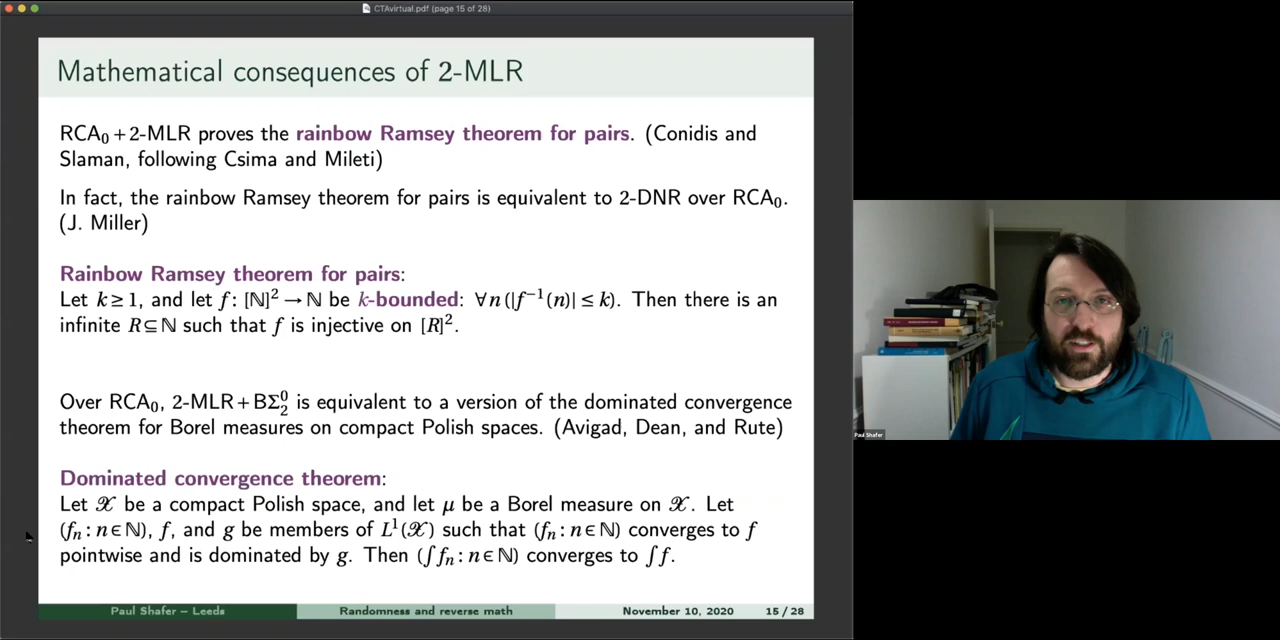 CTAvirtual.pdf (page 15 of 28)
Mathematical consequences of 2-MLR
RCA₀ + 2-MLR proves the rainbow Ramsey theorem for pairs. (Conidis and
Slaman, following Csima and Mileti)
In fact, the rainbow Ramsey theorem for pairs is equivalent to 2-DNR over RCA₀.
(J. Miller)
Rainbow Ramsey theorem for pairs:
Let k ≥ 1, and let f : [ℕ]² → ℕ be k-bounded: ∀n (|f⁻¹(n)| ≤ k). Then there is an
infinite R ⊆ ℕ such that f is injective on [R]².
Over RCA₀, 2-MLR + BΣ⁰₂ is equivalent to a version of the dominated convergence
theorem for Borel measures on compact Polish spaces. (Avigad, Dean, and Rute)
Dominated convergence theorem:
Let 𝒳 be a compact Polish space, and let μ be a Borel measure on 𝒳. Let
(fₙ : n ∈ ℕ), f, and g be members of L¹(𝒳) such that (fₙ : n ∈ ℕ) converges to f
pointwise and is dominated by g. Then (∫fₙ : n ∈ ℕ) converges to ∫f.
Paul Shafer – Leeds
Randomness and reverse math
November 10, 2020
15 / 28
Paul Shafer